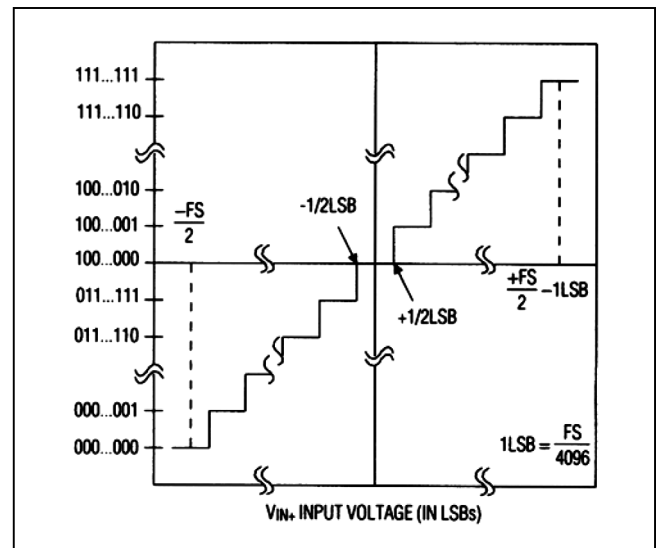 111...111
111...110
100...010
100...001
100...000
011...111
011...110
000...001
000...000
–FS
2
-1/2LSB
+1/2LSB
+FS
2
–1LSB
1LSB = FS
4096
VIN+ INPUT VOLTAGE (IN LSBs)